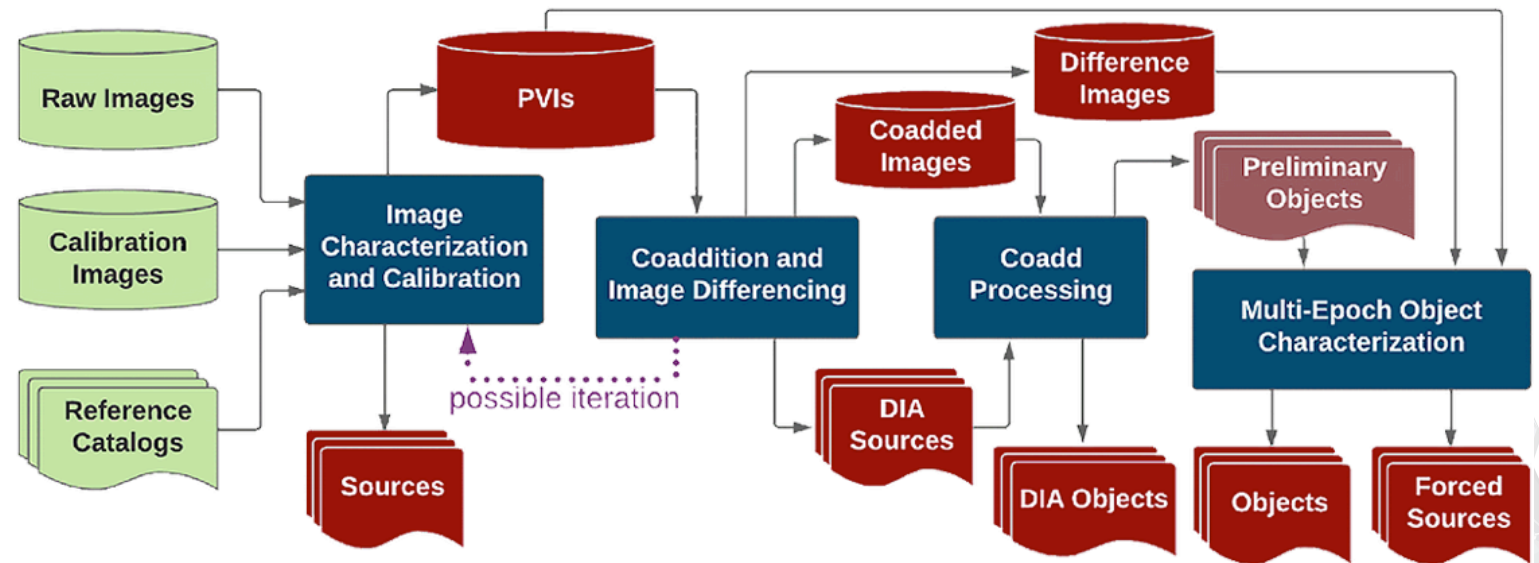 Raw Images
Calibration
Images
Reference
Catalogs
Image
Characterization
and Calibration
Sources
PVIs
possible iteration
Coaddition and
Image Differencing
Coadded
Images
Difference
Images
DIA
Sources
Coadd
Processing
DIA Objects
Preliminary
Objects
Multi-Epoch Object
Characterization
Objects
Forced
Sources